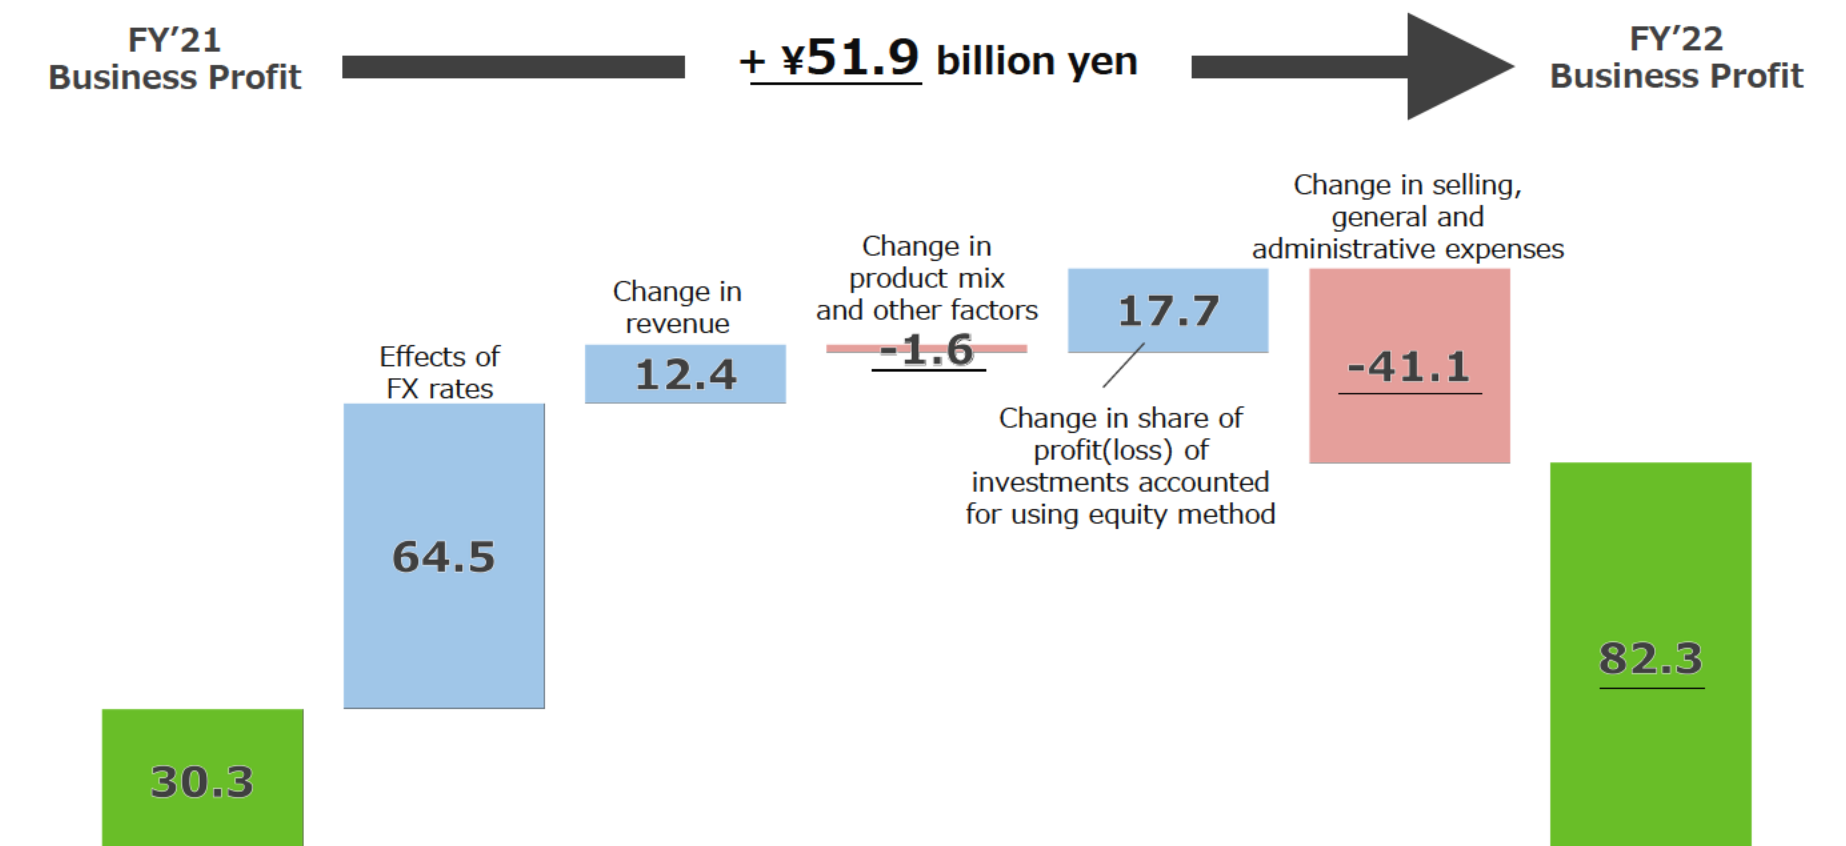 FY’21
Business Profit
+ ¥51.9 billion yen
FY’22
Business Profit
Effects of
FX rates
64.5
Change in
revenue
12.4
Change in
product mix
and other factors
-1.6
17.7
Change in share of
profit(loss) of
investments accounted
for using equity method
Change in selling,
general and
administrative expenses
-41.1
30.3
82.3